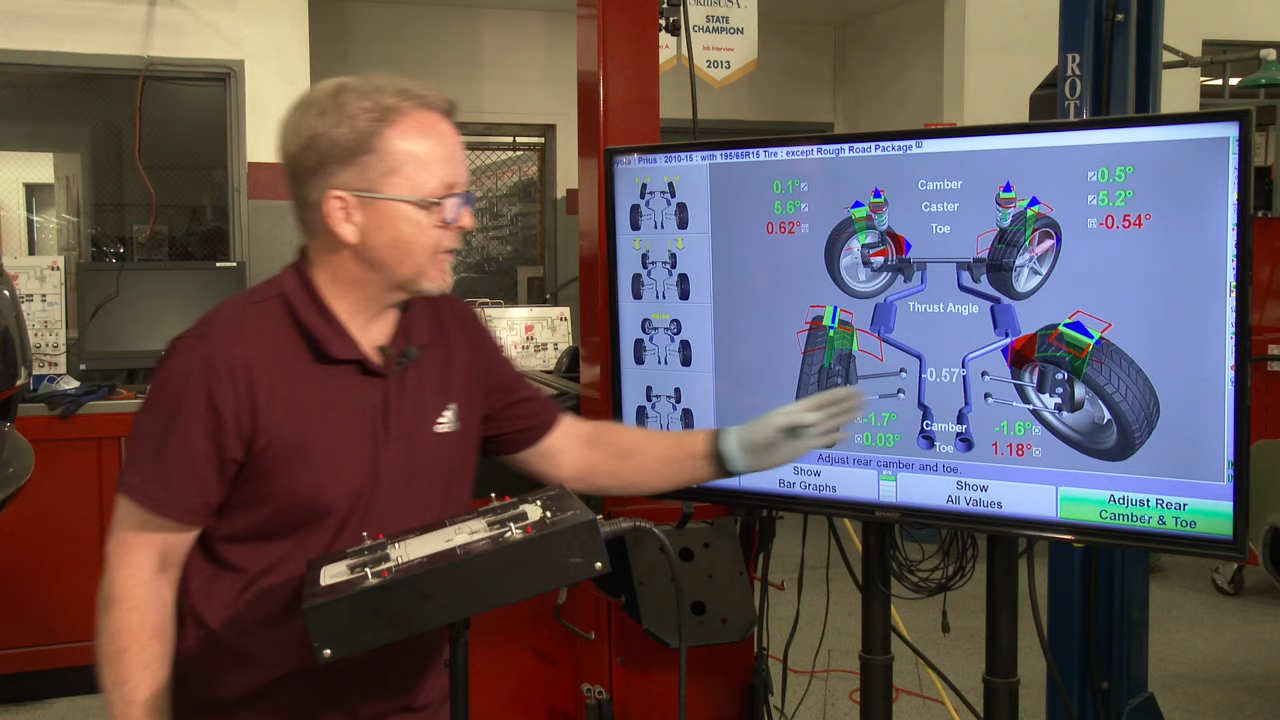 SkillsUSA
STATE
CHAMPION
Job Interview
2013
ROT
: Prius : 2010-15 : with 195/65R15 Tire : except Rough Road Package
0.1° Camber 0.5°
5.6° Caster 5.2°
0.62° Toe -0.54°
Thrust Angle
-0.57°
-1.7° Camber -1.6°
0.03° Toe 1.18°
Adjust rear camber and toe.
Show
Bar Graphs
Show
All Values
Adjust Rear
Camber & Toe